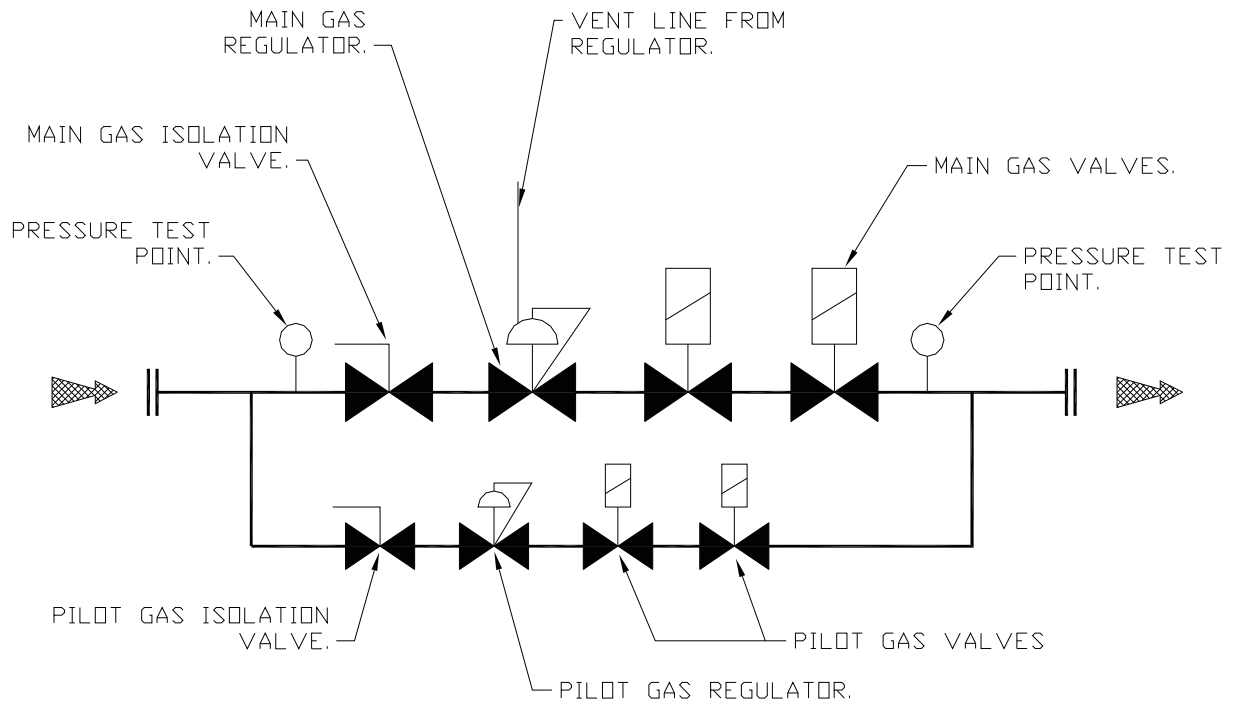 MAIN GAS
REGULATOR.
VENT LINE FROM
REGULATOR.
MAIN GAS ISOLATION
VALVE.
MAIN GAS VALVES.
PRESSURE TEST
POINT.
PRESSURE TEST
POINT.
PILOT GAS ISOLATION
VALVE.
PILOT GAS VALVES
PILOT GAS REGULATOR.